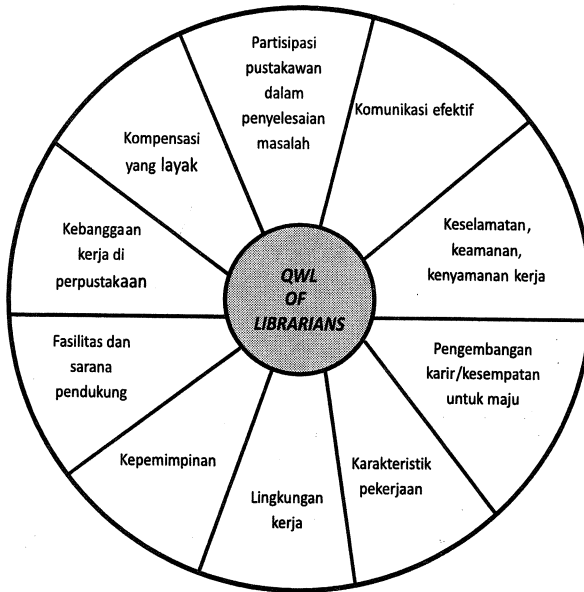 Partisipasi
pustakawan
dalam
penyelesaian
masalah
Komunikasi efektif
Keselamatan,
keamanan,
kenyamanan kerja
Pengembangan
karir/kesempatan
untuk maju
Karakteristik
pekerjaan
Lingkungan
kerja
Kepemimpinan
Fasilitas dan
sarana
pendukung
Kebanggaan
kerja di
perpustakaan
Kompensasi
yang layak
QWL
OF
LIBRARIANS